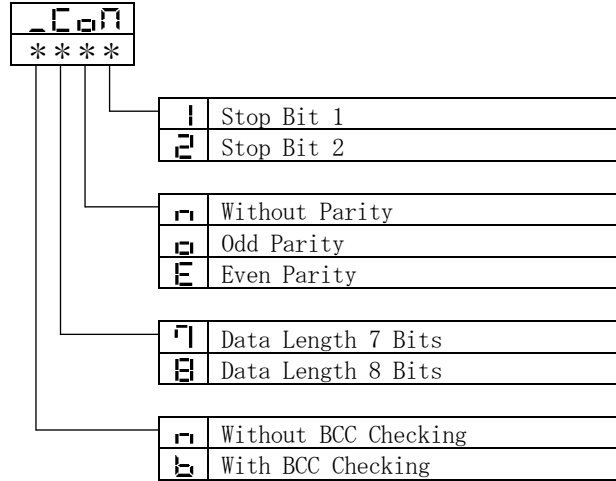 _CoM
****
1 Stop Bit 1
2 Stop Bit 2
n Without Parity
o Odd Parity
E Even Parity
7 Data Length 7 Bits
8 Data Length 8 Bits
n Without BCC Checking
b With BCC Checking